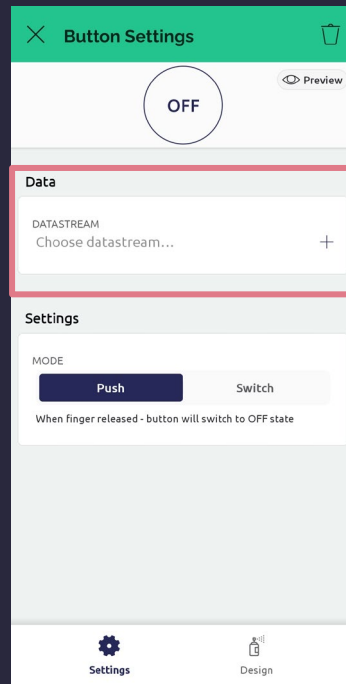 Button Settings
Preview
OFF
Data
DATASTREAM
Choose datastream...
Settings
MODE
Push
Switch
When finger released - button will switch to OFF state
Settings
Design